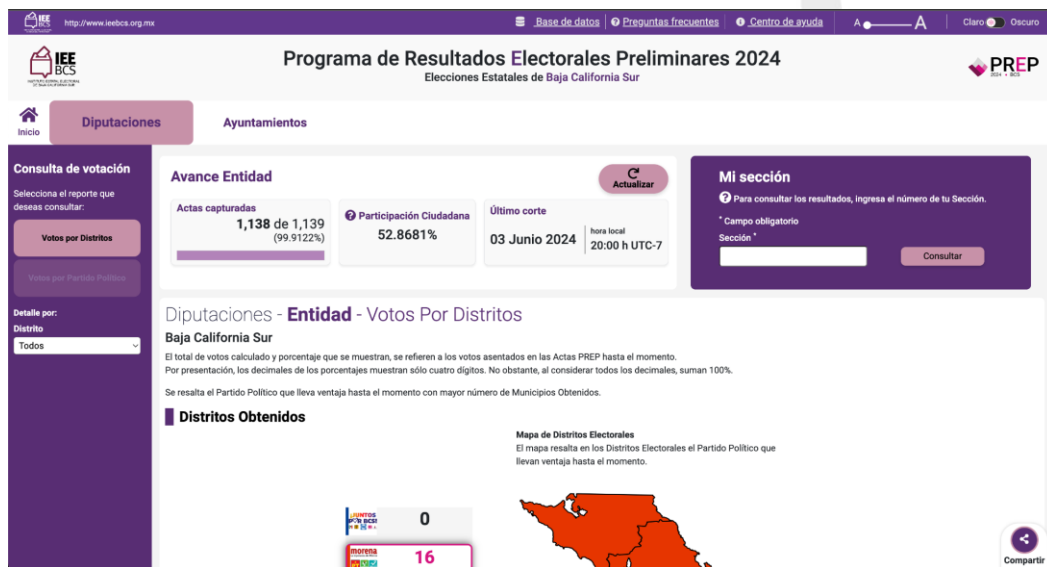 IEE
BCS
http://www.ieebcs.org.mx
Base de datos
Preguntas frecuentes
Centro de ayuda
A
A
Claro
Oscuro
IEE
BCS
Programa de Resultados Electorales Preliminares 2024
Elecciones Estatales de Baja California Sur
PREP
2024 • BCS
Inicio
Diputaciones
Ayuntamientos
Consulta de votación
Selecciona el reporte que
deseas consultar:
Votos por Distritos
Votos por Partido Político
Detalle por:
Distrito
Todos
Avance Entidad
Actualizar
Actas capturadas
1,138 de 1,139
(99.9122%)
Participación Ciudadana
52.8681%
Último corte
03 Junio 2024
hora local
20:00 h UTC-7
Mi sección
Para consultar los resultados, ingresa el número de tu Sección.
* Campo obligatorio
Sección *
Consultar
Diputaciones - Entidad - Votos Por Distritos
Baja California Sur
El total de votos calculado y porcentaje que se muestran, se refieren a los votos asentados en las Actas PREP hasta el momento.
Por presentación, los decimales de los porcentajes muestran sólo cuatro dígitos. No obstante, al considerar todos los decimales, suman 100%.
Se resalta el Partido Político que lleva ventaja hasta el momento con mayor número de Municipios Obtenidos.
Distritos Obtenidos
Mapa de Distritos Electorales
El mapa resalta en los Distritos Electorales el Partido Político que
llevan ventaja hasta el momento.
JUNTOS
POR BCS!
0
morena
16
Compartir